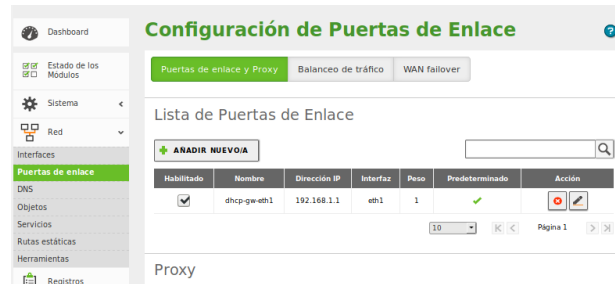 Dashboard
Estado de los
Módulos
Sistema
Red
Interfaces
Puertas de enlace
DNS
Objetos
Servicios
Rutas estáticas
Herramientas
Registros
Configuración de Puertas de Enlace
?
Puertas de enlace y Proxy Balanceo de tráfico WAN failover
Lista de Puertas de Enlace
AÑADIR NUEVO/A
Habilitado Nombre Dirección IP Interfaz Peso Predeterminado Acción
dhcp-gw-eth1 192.168.1.1 eth1 1
10 Página 1
Proxy